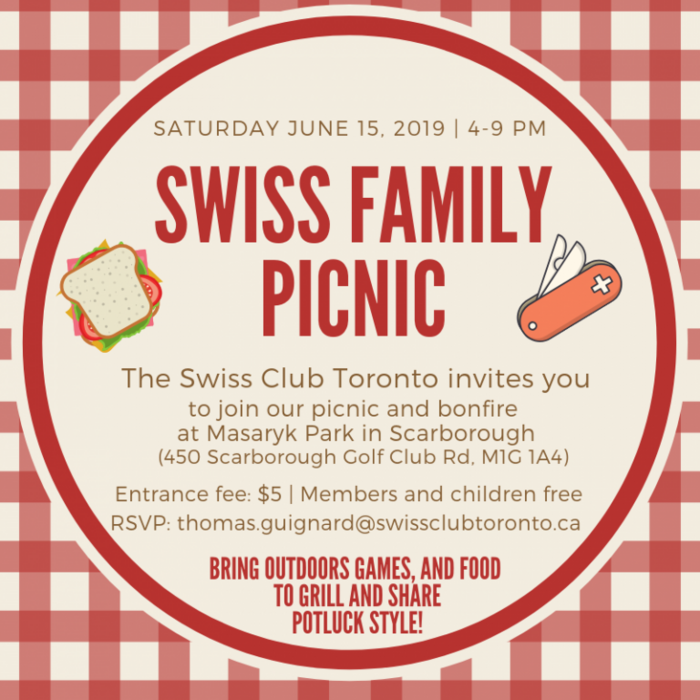 SATURDAY JUNE 15, 2019 | 4-9 PM
SWISS FAMILY
PICNIC
The Swiss Club Toronto invites you
to join our picnic and bonfire
at Masaryk Park in Scarborough
(450 Scarborough Golf Club Rd, M1G 1A4)
Entrance fee: $5 | Members and children free
RSVP: thomas.guignard@swissclubtoronto.ca
BRING OUTDOORS GAMES, AND FOOD
TO GRILL AND SHARE
POTLUCK STYLE!